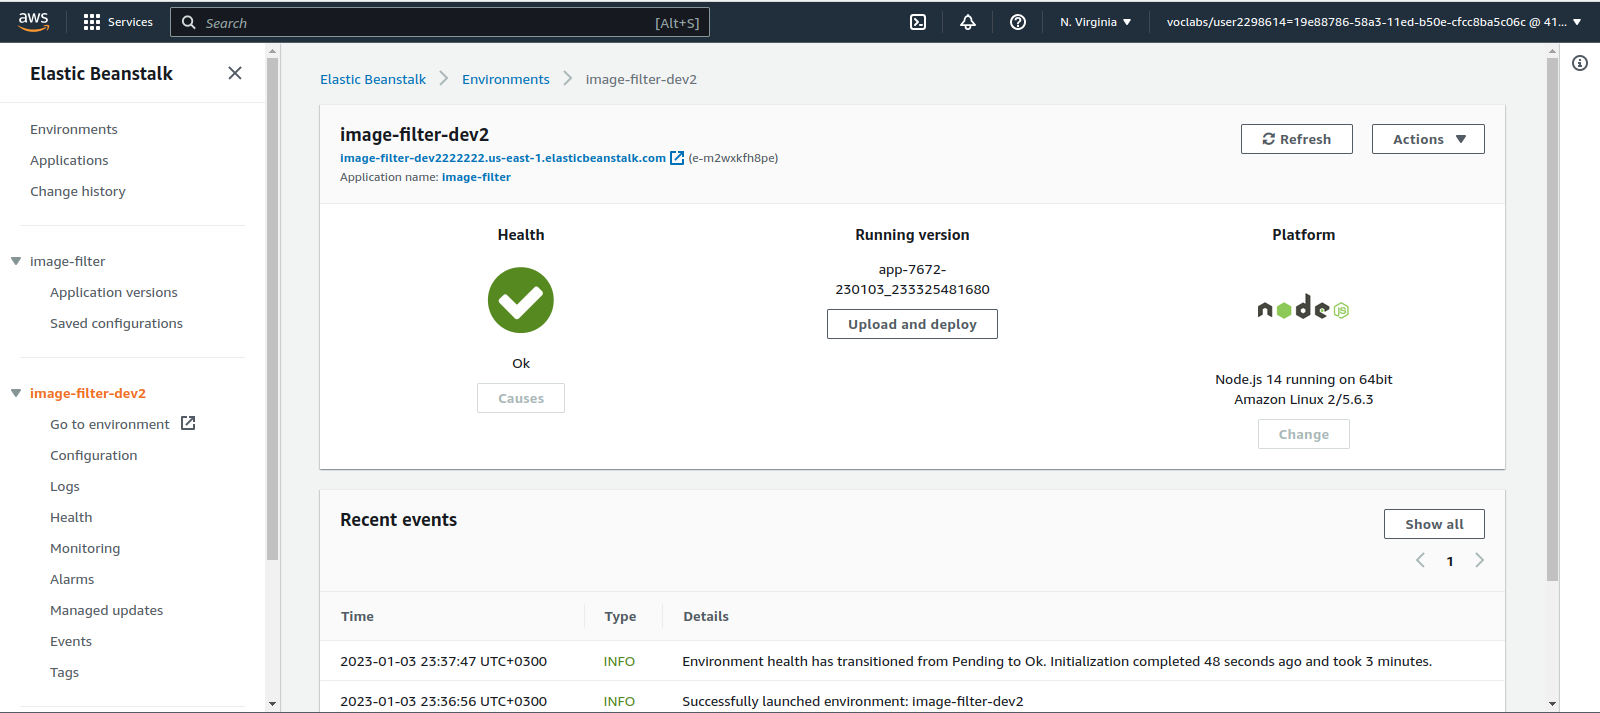 aws
Services
Search [Alt+S]
N. Virginia
voclabs/user2298614=19e88786-58a3-11ed-b50e-cfcc8ba5c06c @ 41...
Elastic Beanstalk
Environments
Applications
Change history
image-filter
Application versions
Saved configurations
image-filter-dev2
Go to environment
Configuration
Logs
Health
Monitoring
Alarms
Managed updates
Events
Tags
Elastic Beanstalk
Environments
image-filter-dev2
image-filter-dev2
image-filter-dev2222222.us-east-1.elasticbeanstalk.com (e-m2wxkfh8pe)
Application name: image-filter
Refresh
Actions
Health
Ok
Causes
Running version
app-7672-
230103_233325481680
Upload and deploy
Platform
node JS
Node.js 14 running on 64bit
Amazon Linux 2/5.6.3
Change
Recent events
Show all
1
Time Type Details
2023-01-03 23:37:47 UTC+0300 INFO Environment health has transitioned from Pending to Ok. Initialization completed 48 seconds ago and took 3 minutes.
2023-01-03 23:36:56 UTC+0300 INFO Successfully launched environment: image-filter-dev2